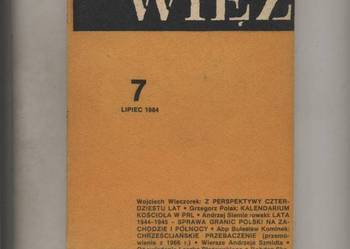 WIĘŹ
7
LIPIEC 1984
Wojciech Wieczorek: Z PERSPEKTYWY CZTER-
DZIESTU LAT • Grzegorz Polak: KALENDARIUM
KOŚCIOŁA W PRL • Andrzej Siemia rowski: LATA
1944-1945 - SPRAWA GRANIC POLSKI NA ZA-
CHODZIE I PÓŁNOCY • Abp Bolesław Kominek:
CHRZEŚCIJAŃSKIE PRZEBACZENIE (przemó-
wienie z 1966 r.) • Wiersze Andrzeja Szmidta •